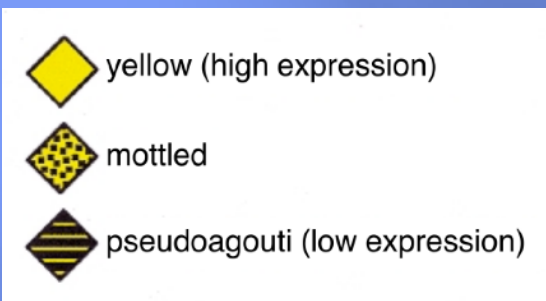 yellow (high expression)
mottled
pseudoagouti (low expression)